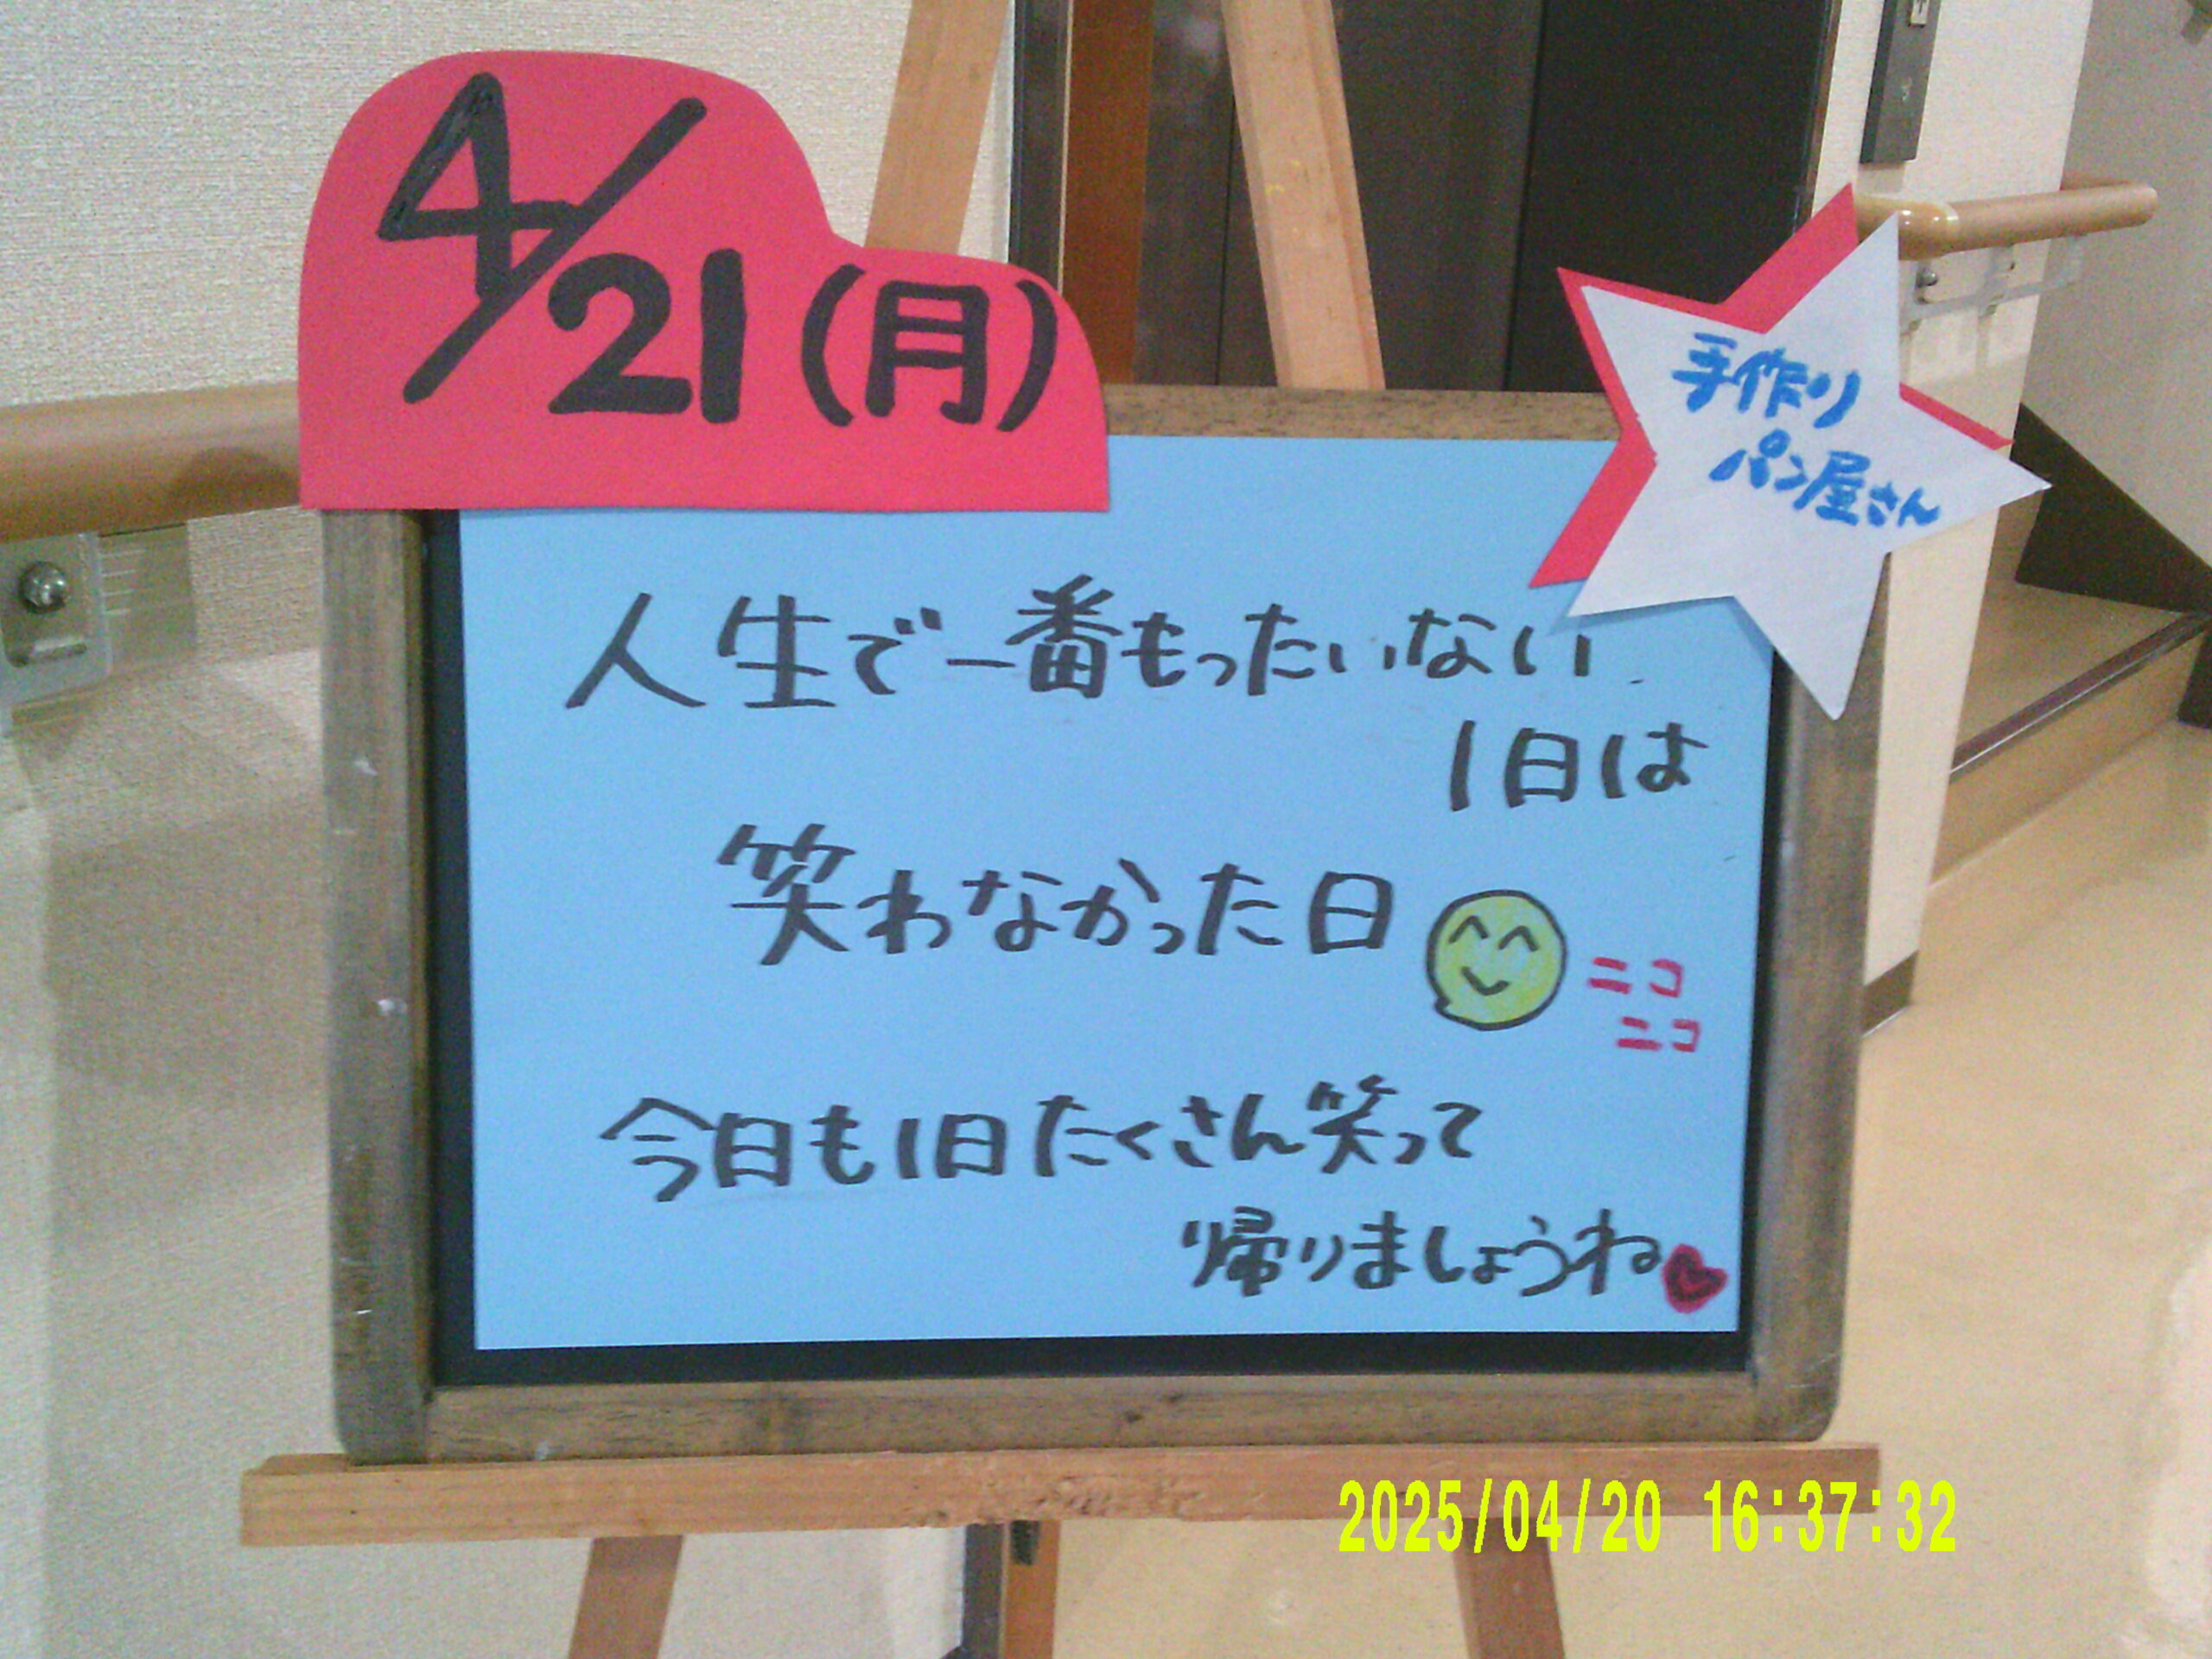 4/21(月)
手作り
パン屋さん
人生で一番もったいない
1日は
笑わなかった日
ニコ
ニコ
今日も1日たくさん笑って
帰りましょうね
2025/04/20 16:37:32